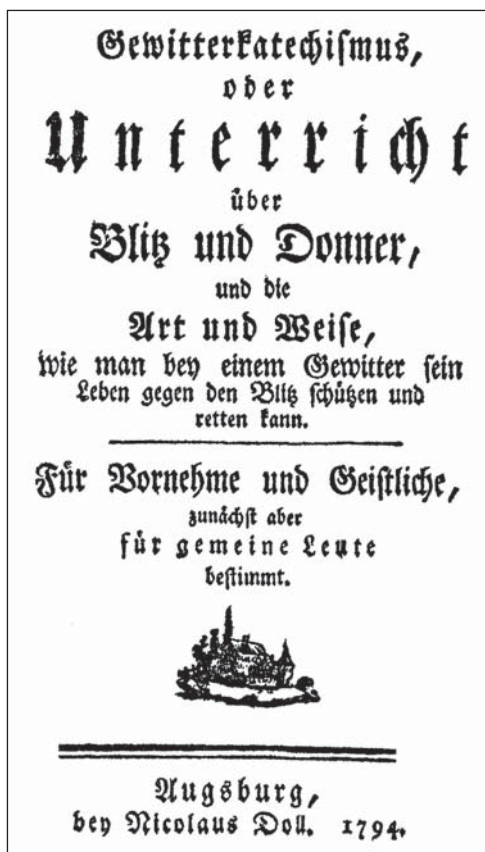 Gewitterkatechiſmus,
oder
Unterricht
über
Blitz und Donner,
und die
Art und Weiſe,
wie man bey einem Gewitter ſein
Leben gegen den Blitz ſchützen und
retten kann.
Für Vornehme und Geiſtliche,
zunächſt aber
für gemeine Leute
beſtimmt.
Augsburg,
bey Nicolaus Doll. 1794.